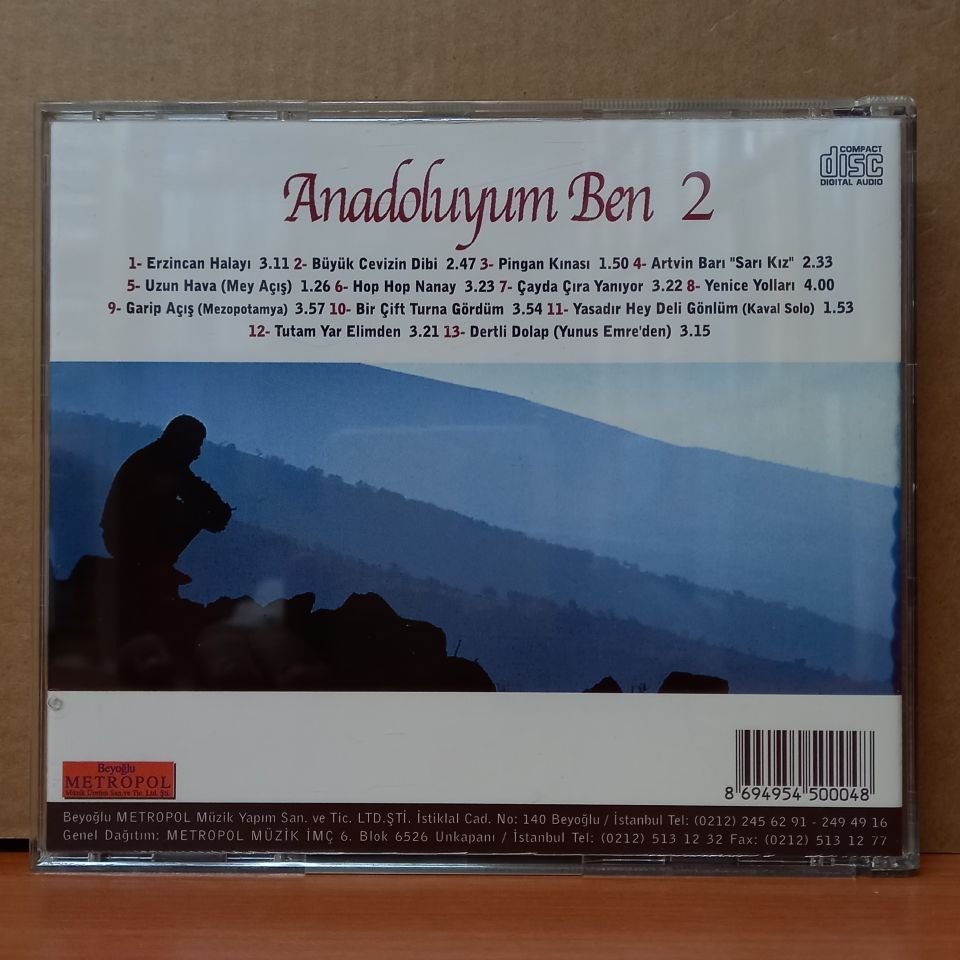 COMPACT
disc
DIGITAL AUDIO
Anadoluyum Ben 2
1- Erzincan Halayı 3.11 2- Büyük Cevizin Dibi 2.47 3- Pingan Kınası 1.50 4- Artvin Barı "Sarı Kız" 2.33
5- Uzun Hava (Mey Açış) 1.26 6- Hop Hop Nanay 3.23 7- Çayda Çıra Yanıyor 3.22 8- Yenice Yolları 4.00
9- Garip Açış (Mezopotamya) 3.57 10- Bir Çift Turna Gördüm 3.54 11- Yasadır Hey Deli Gönlüm (Kaval Solo) 1.53
12- Tutam Yar Elimden 3.21 13- Dertli Dolap (Yunus Emre'den) 3.15
Beyoğlu
METROPOL
Müzik Üretim San.ve Tic. Ltd. Şti.
8 694954 500048
Beyoğlu METROPOL Müzik Yapım San. ve Tic. LTD.ŞTİ. İstiklal Cad. No: 140 Beyoğlu / İstanbul Tel: (0212) 245 62 91 - 249 49 16
Genel Dağıtım: METROPOL MÜZİK İMÇ 6. Blok 6526 Unkapanı / İstanbul Tel: (0212) 513 12 32 Fax: (0212) 513 12 77